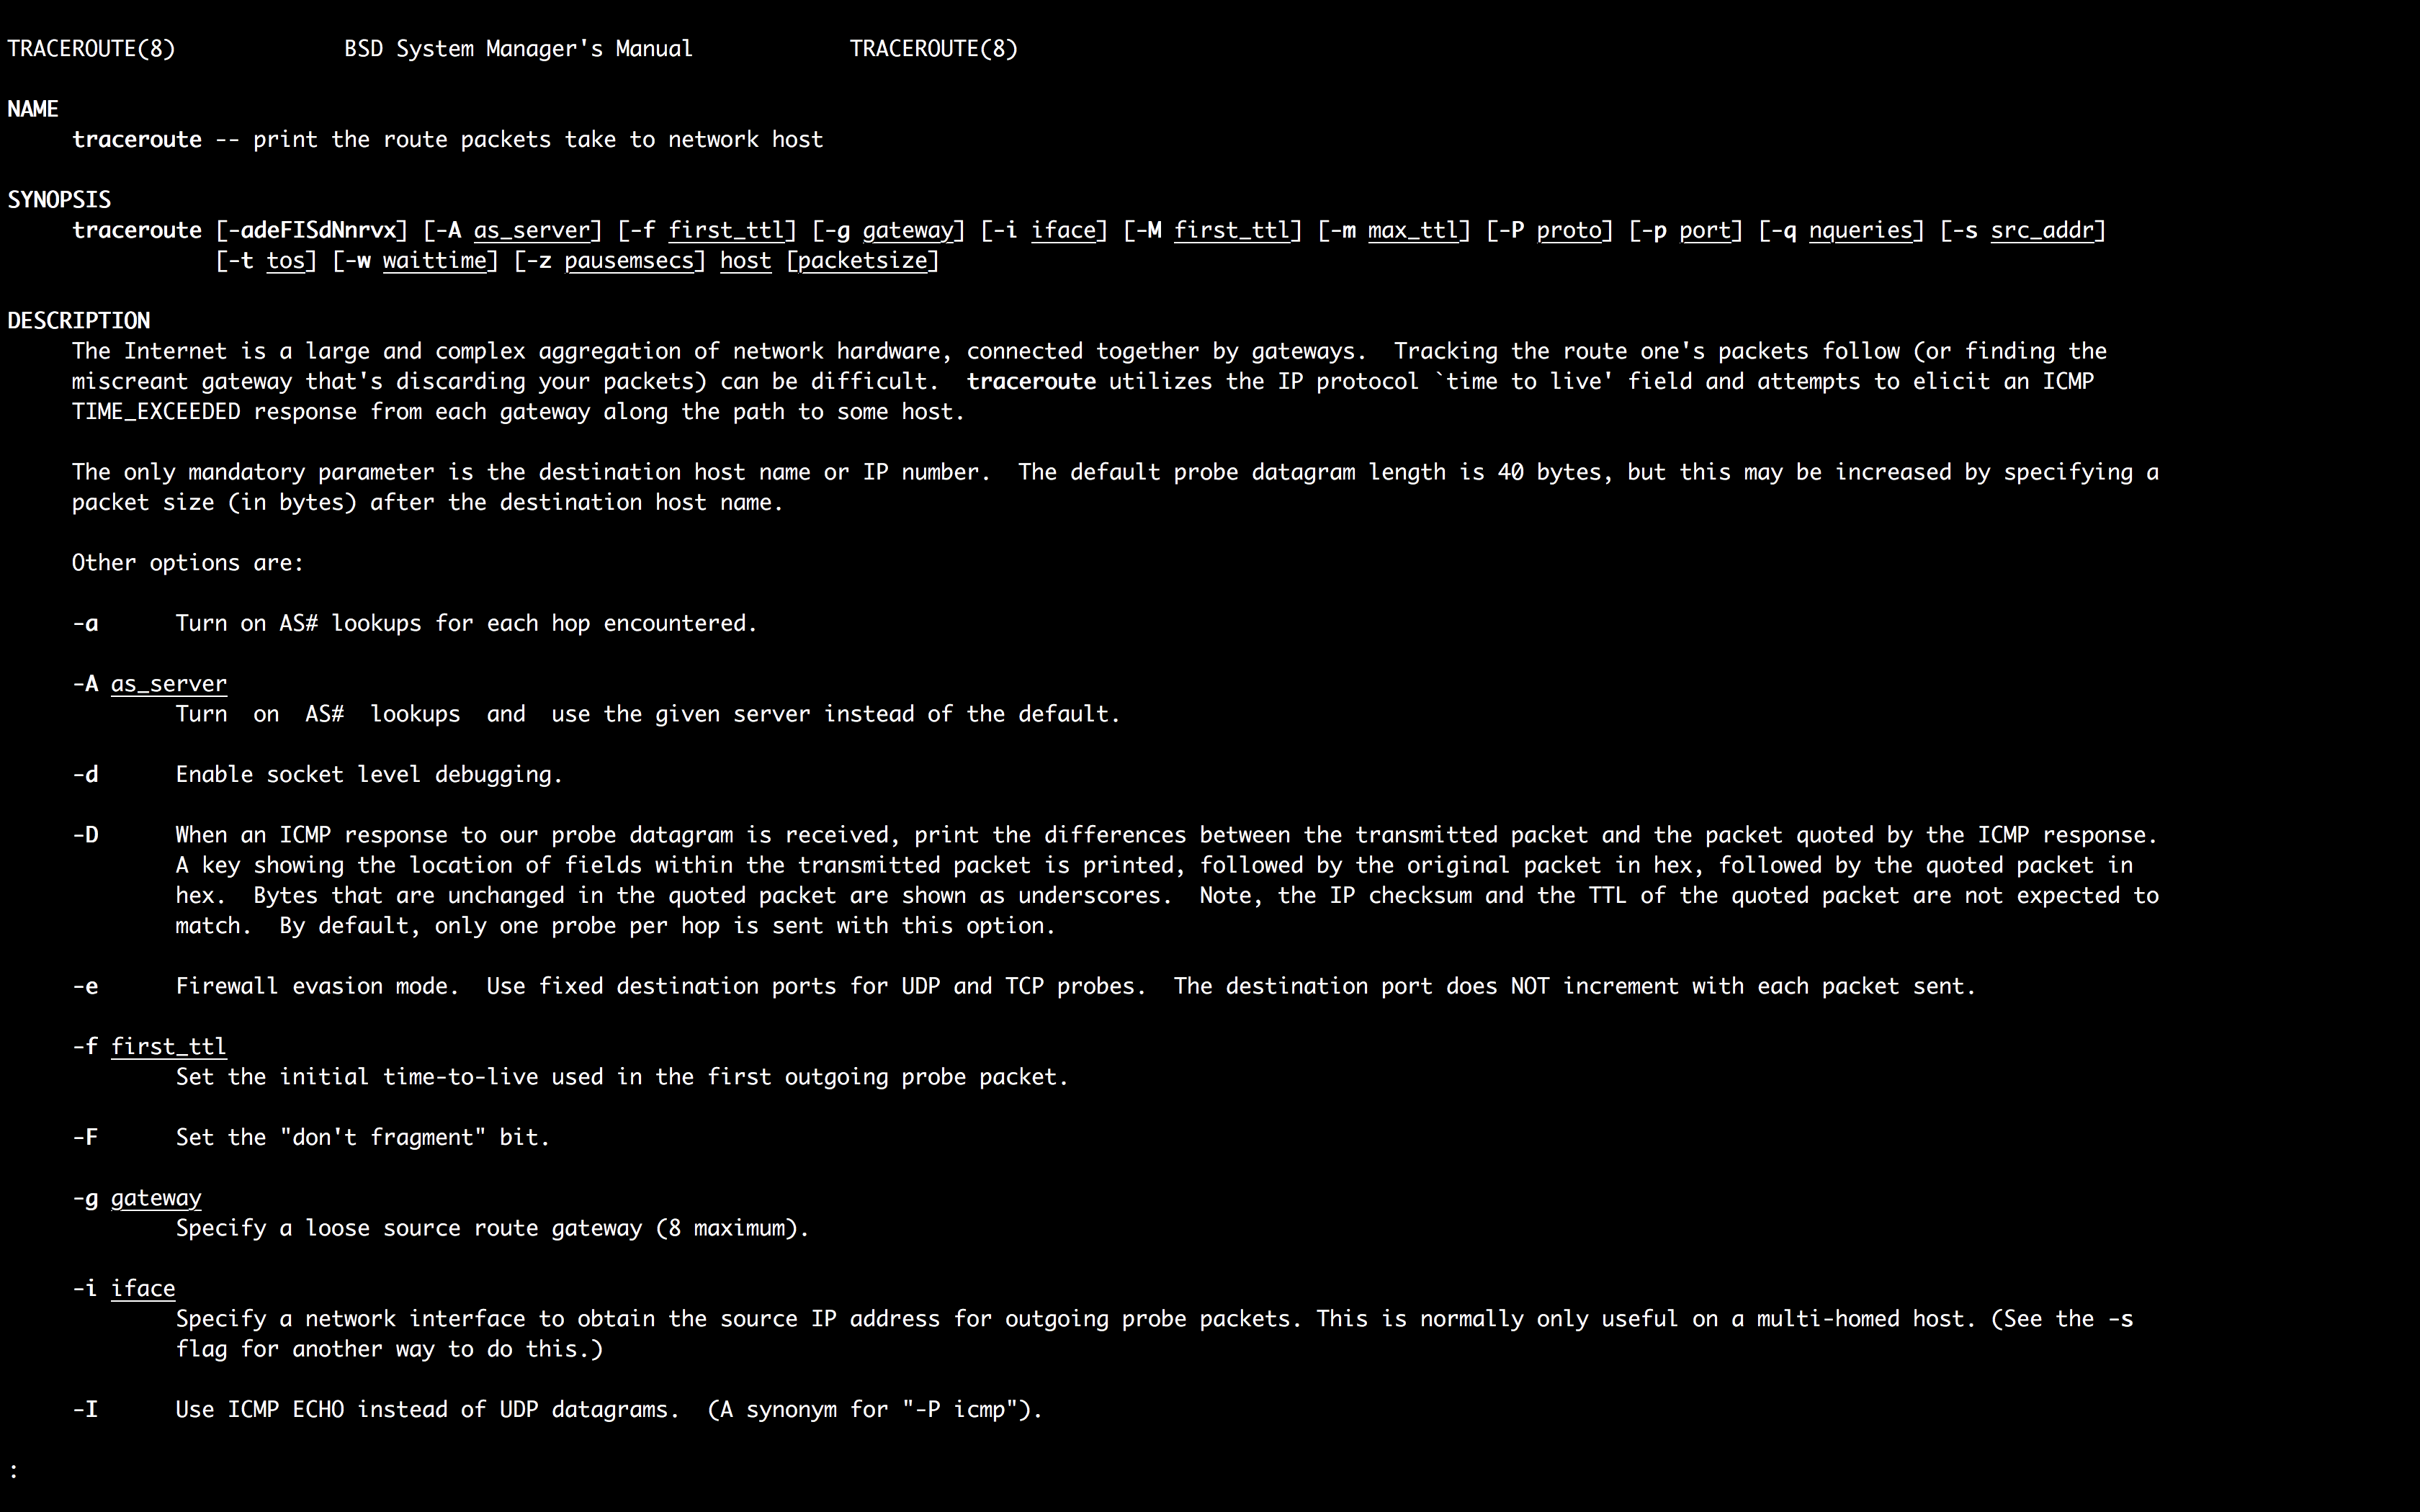 TRACEROUTE(8)             BSD System Manager's Manual            TRACEROUTE(8)
NAME
traceroute -- print the route packets take to network host
SYNOPSIS
traceroute [-adeFISdNnrvx] [-A as_server] [-f first_ttl] [-g gateway] [-i iface] [-M first_ttl] [-m max_ttl] [-P proto] [-p port] [-q nqueries] [-s src_addr]
[-t tos] [-w waittime] [-z pausemsecs] host [packetsize]
DESCRIPTION
The Internet is a large and complex aggregation of network hardware, connected together by gateways.  Tracking the route one's packets follow (or finding the
miscreant gateway that's discarding your packets) can be difficult.  traceroute utilizes the IP protocol `time to live' field and attempts to elicit an ICMP
TIME_EXCEEDED response from each gateway along the path to some host.
The only mandatory parameter is the destination host name or IP number.  The default probe datagram length is 40 bytes, but this may be increased by specifying a
packet size (in bytes) after the destination host name.
Other options are:
-a      Turn on AS# lookups for each hop encountered.
-A as_server
Turn  on  AS#  lookups  and  use the given server instead of the default.
-d      Enable socket level debugging.
-D      When an ICMP response to our probe datagram is received, print the differences between the transmitted packet and the packet quoted by the ICMP response.
A key showing the location of fields within the transmitted packet is printed, followed by the original packet in hex, followed by the quoted packet in
hex.  Bytes that are unchanged in the quoted packet are shown as underscores.  Note, the IP checksum and the TTL of the quoted packet are not expected to
match.  By default, only one probe per hop is sent with this option.
-e      Firewall evasion mode.  Use fixed destination ports for UDP and TCP probes.  The destination port does NOT increment with each packet sent.
-f first_ttl
Set the initial time-to-live used in the first outgoing probe packet.
-F      Set the "don't fragment" bit.
-g gateway
Specify a loose source route gateway (8 maximum).
-i iface
Specify a network interface to obtain the source IP address for outgoing probe packets. This is normally only useful on a multi-homed host. (See the -s
flag for another way to do this.)
-I      Use ICMP ECHO instead of UDP datagrams.  (A synonym for "-P icmp").
: